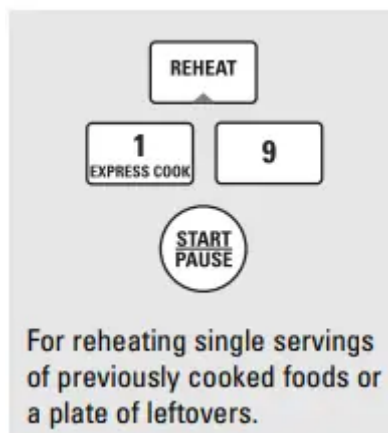 REHEAT
1 9
EXPRESS COOK
START
PAUSE
For reheating single servings
of previously cooked foods or
a plate of leftovers.